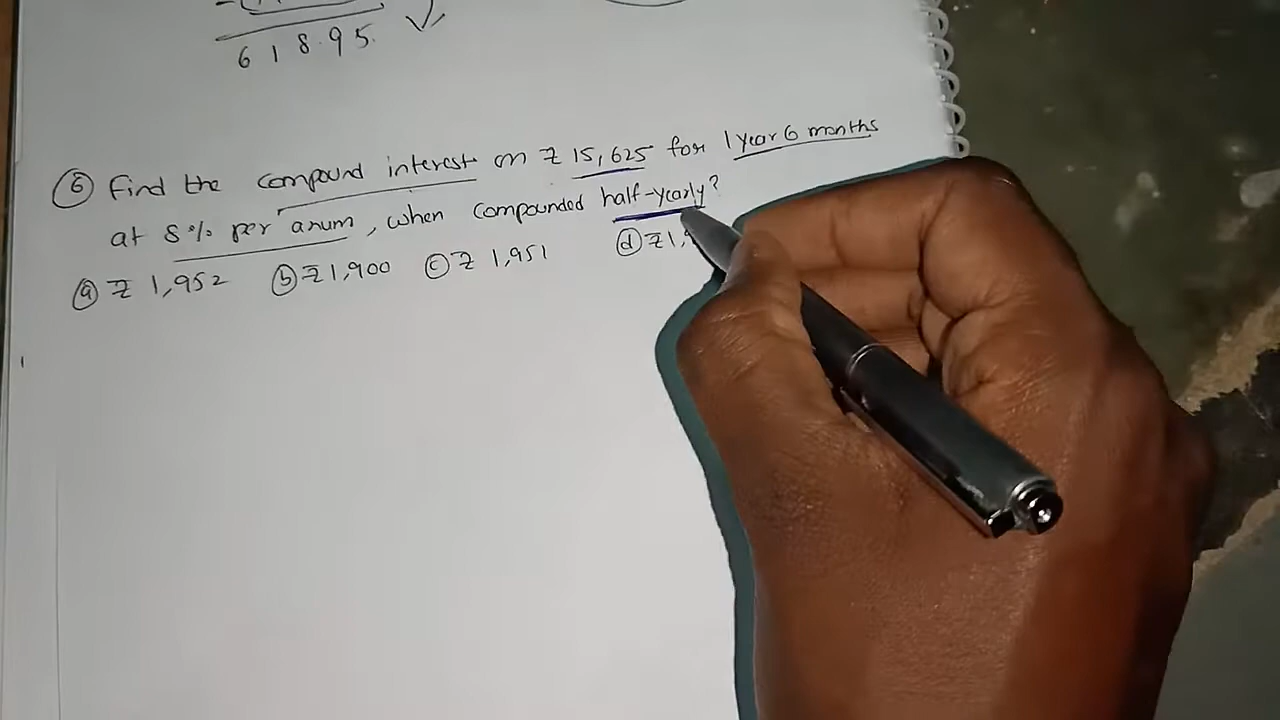 618.95
⑥ Find the compound interest on ₹ 15,625 for 1 year 6 months
at 8% per anum, when compounded half-yearly?
ⓐ ₹ 1,952 ⓑ ₹1,900 ⓒ ₹ 1,951 ⓓ ₹1,